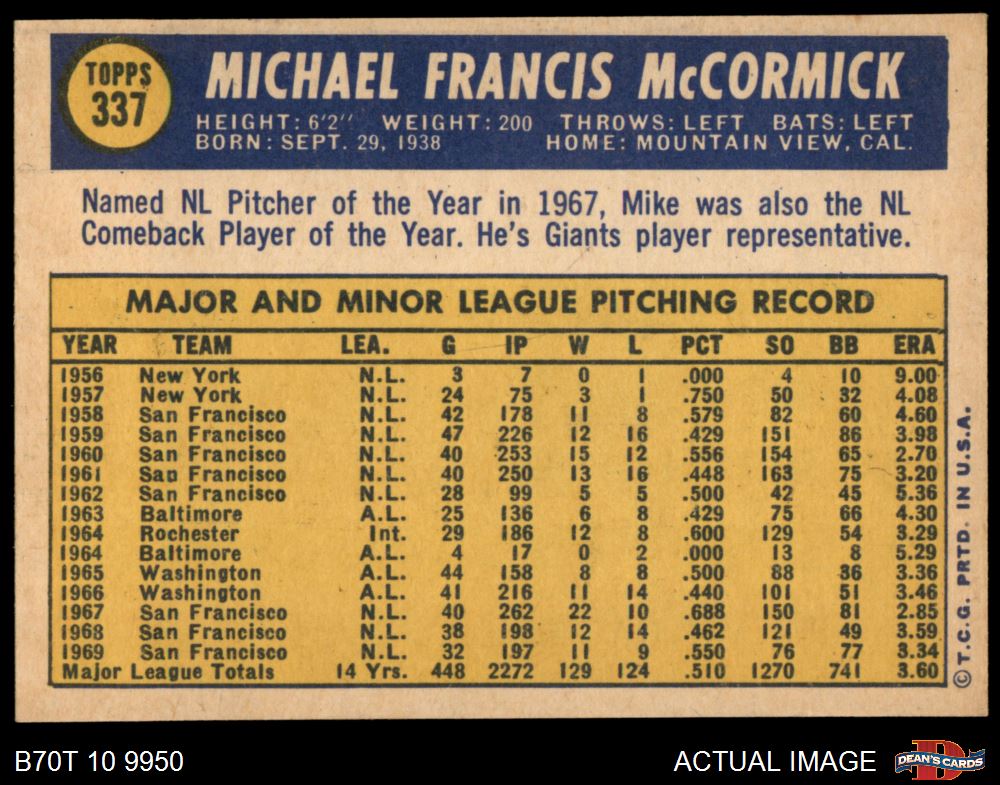 TOPPS
337
MICHAEL FRANCIS McCORMICK
HEIGHT: 6'2" WEIGHT: 200 THROWS: LEFT BATS: LEFT
BORN: SEPT. 29, 1938 HOME: MOUNTAIN VIEW, CAL.
Named NL Pitcher of the Year in 1967, Mike was also the NL
Comeback Player of the Year. He's Giants player representative.
MAJOR AND MINOR LEAGUE PITCHING RECORD
YEAR TEAM LEA. G IP W L PCT SO BB ERA
1956 New York N.L. 3 7 0 1 .000 4 10 9.00
1957 New York N.L. 24 75 3 1 .750 50 32 4.08
1958 San Francisco N.L. 42 178 11 8 .579 82 60 4.60
1959 San Francisco N.L. 47 226 12 16 .429 151 86 3.98
1960 San Francisco N.L. 40 253 15 12 .556 154 65 2.70
1961 San Francisco N.L. 40 250 13 16 .448 163 75 3.20
1962 San Francisco N.L. 28 99 5 5 .500 42 45 5.36
1963 Baltimore A.L. 25 136 6 8 .429 75 66 4.30
1964 Rochester Int. 29 186 12 8 .600 129 54 3.29
1964 Baltimore A.L. 4 17 0 2 .000 13 8 5.29
1965 Washington A.L. 44 158 8 8 .500 88 36 3.36
1966 Washington A.L. 41 216 11 14 .440 101 51 3.46
1967 San Francisco N.L. 40 262 22 10 .688 150 81 2.85
1968 San Francisco N.L. 38 198 12 14 .462 121 49 3.59
1969 San Francisco N.L. 32 197 11 9 .550 76 77 3.34
Major League Totals 14 Yrs. 448 2272 129 124 .510 1270 741 3.60
© T.C.G. PRTD. IN U.S.A.
B70T 10 9950
ACTUAL IMAGE
DEAN'S CARDS